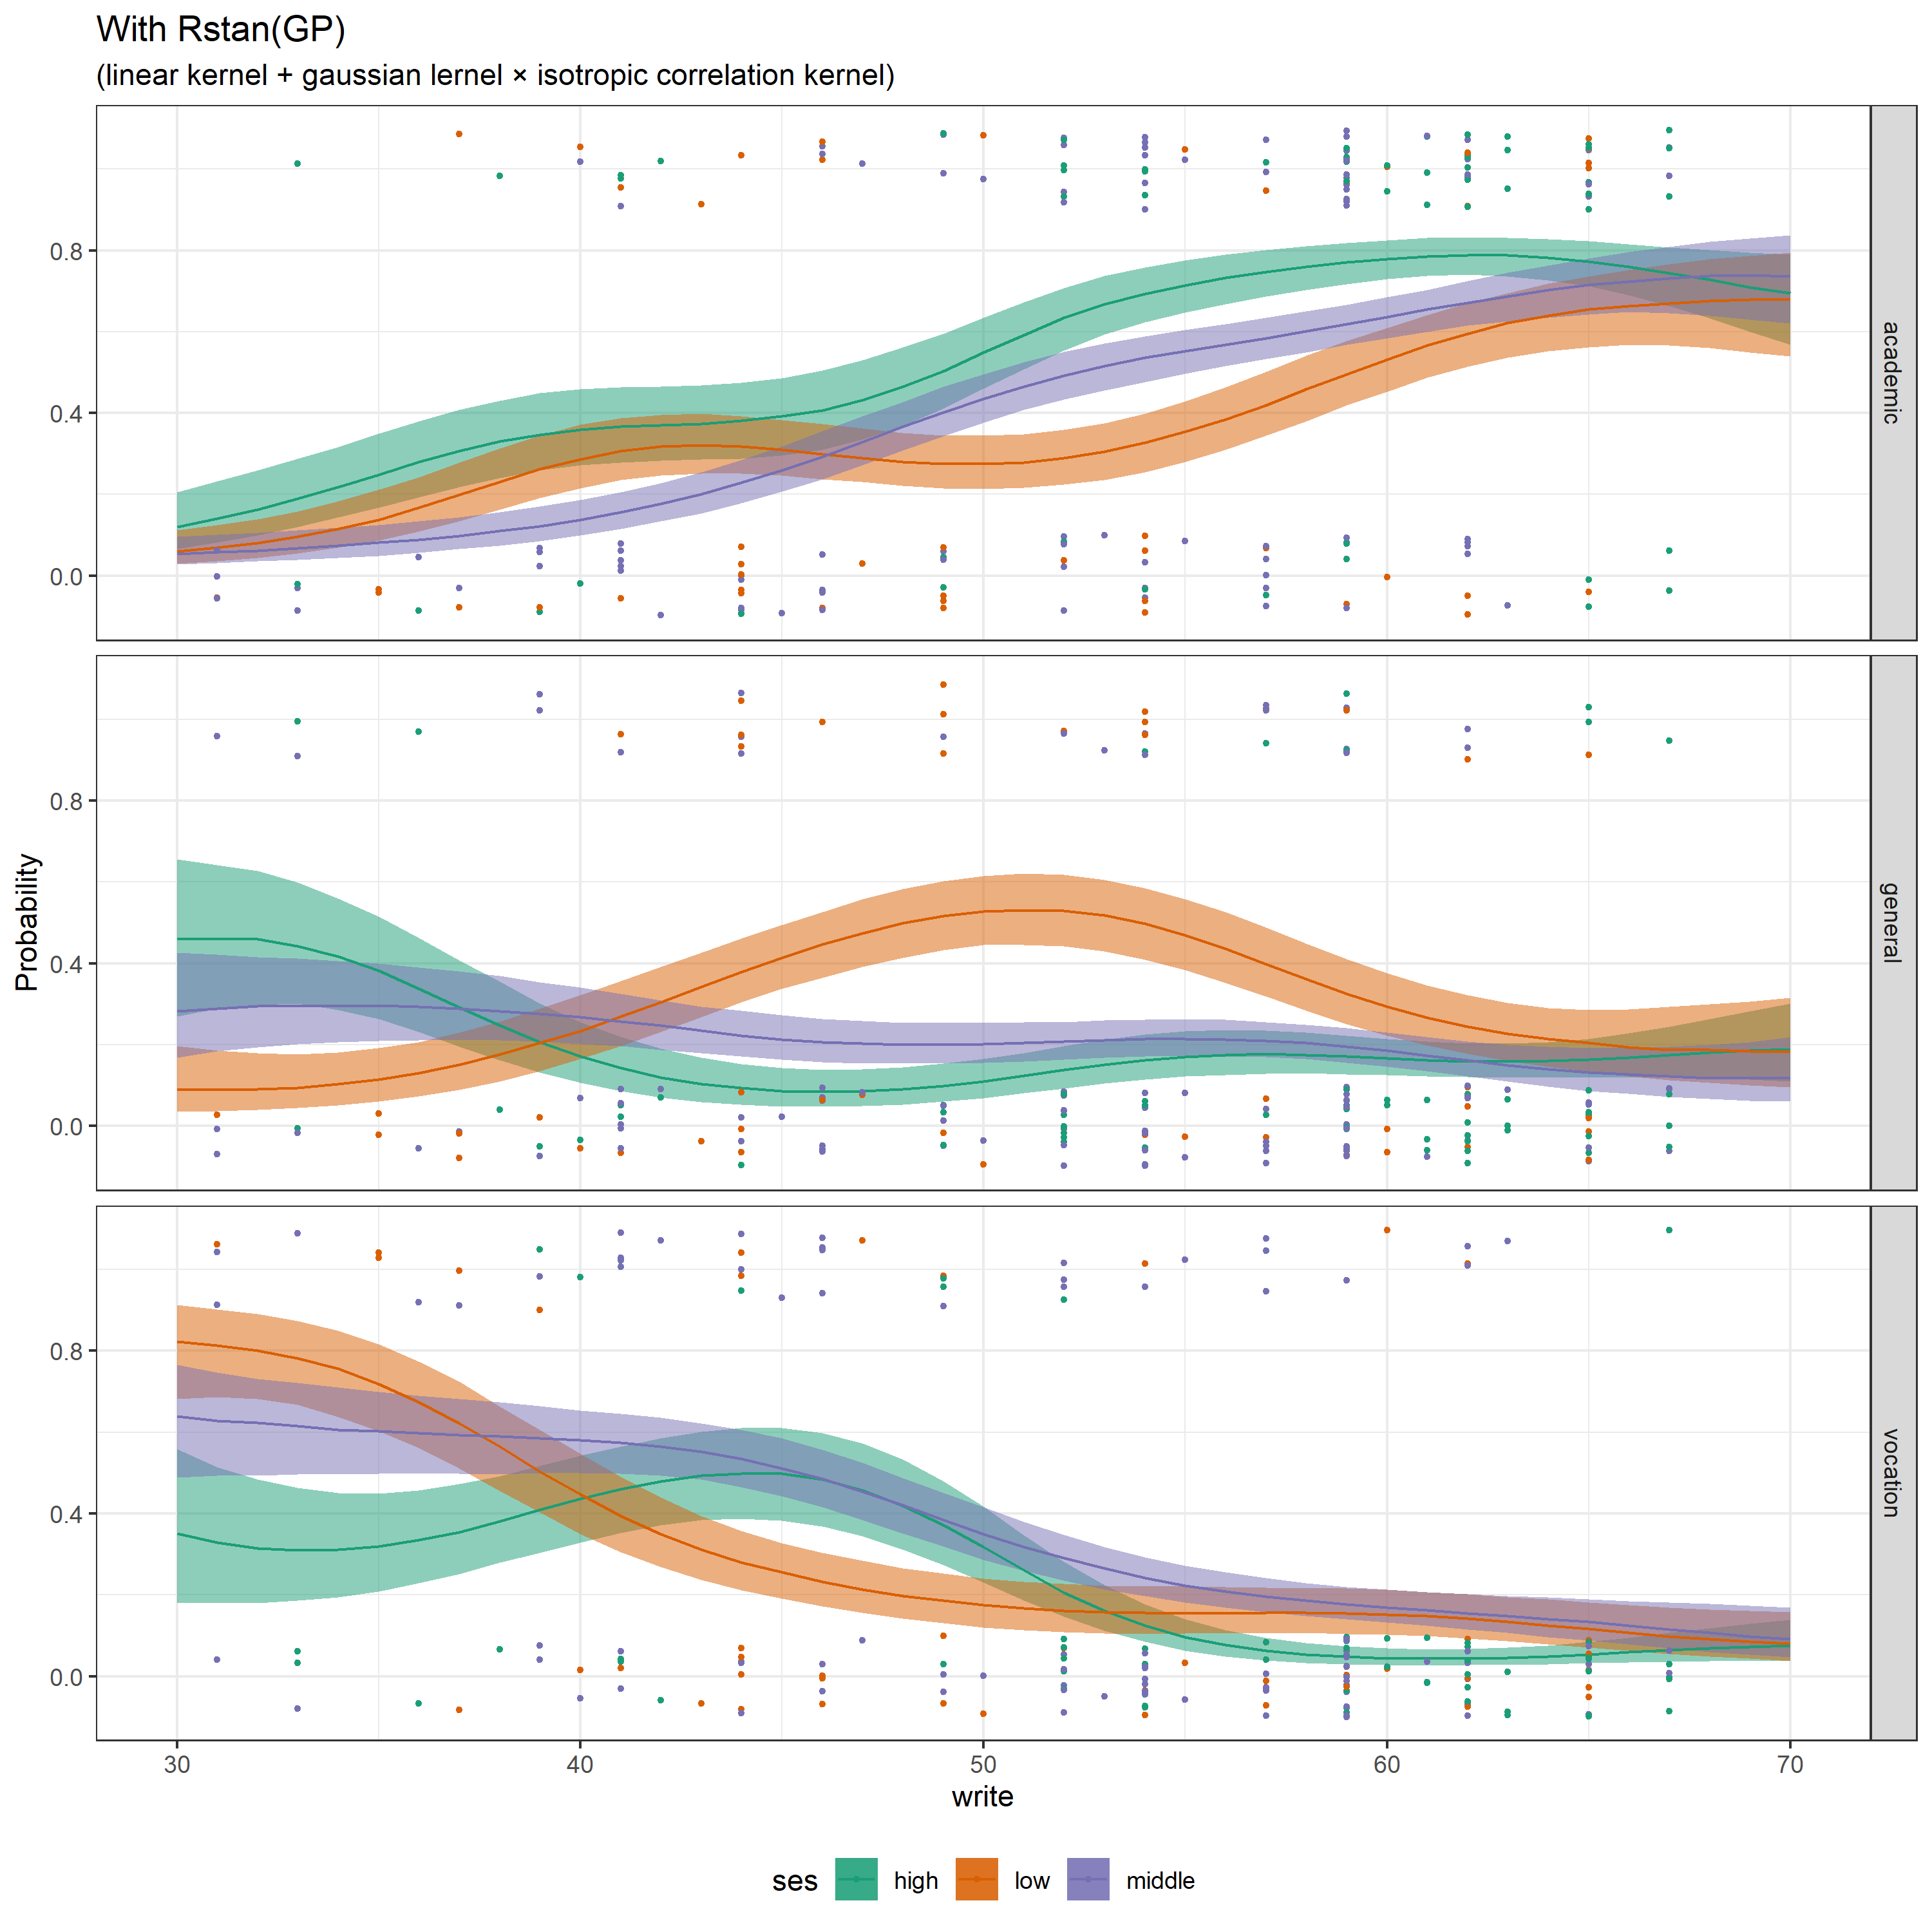 With Rstan(GP)
(linear kernel + gaussian lernel × isotropic correlation kernel)
0.8
0.4
0.0
academic
Probability
0.8
0.4
0.0
general
0.8
0.4
0.0
vocation
30 40 50 60 70
write
ses high low middle